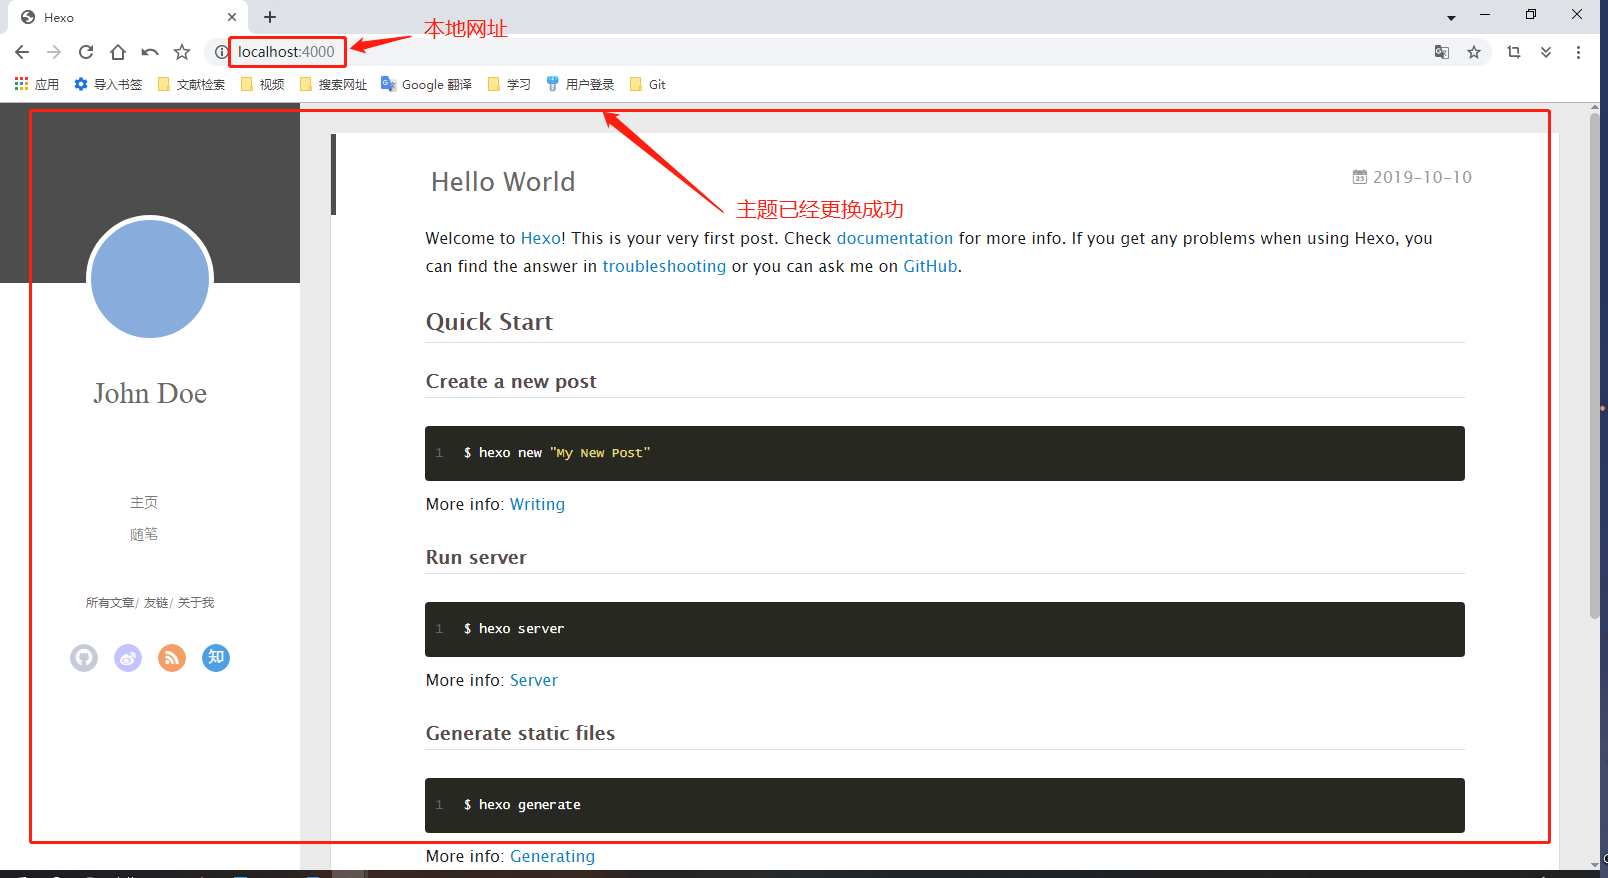 Hexo
本地网址
localhost:4000
应用 导入书签 文献检索 视频 搜索网址 Google 翻译 学习 用户登录 Git
Hello World
2019-10-10
主题已经更换成功
Welcome to Hexo! This is your very first post. Check documentation for more info. If you get any problems when using Hexo, you
can find the answer in troubleshooting or you can ask me on GitHub.
Quick Start
Create a new post
1 $ hexo new "My New Post"
More info: Writing
Run server
1 $ hexo server
More info: Server
Generate static files
1 $ hexo generate
More info: Generating
John Doe
主页
随笔
所有文章/ 友链/ 关于我
知